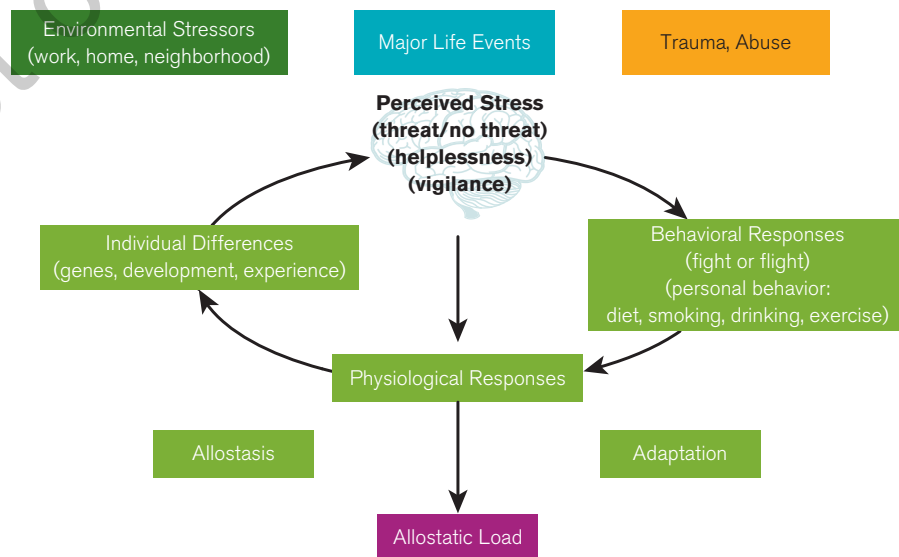 Environmental Stressors
(work, home, neighborhood)
Major Life Events
Trauma, Abuse
Perceived Stress
(threat/no threat)
(helplessness)
(vigilance)
Individual Differences
(genes, development, experience)
Behavioral Responses
(fight or flight)
(personal behavior:
diet, smoking, drinking, exercise)
Physiological Responses
Allostasis
Adaptation
Allostatic Load